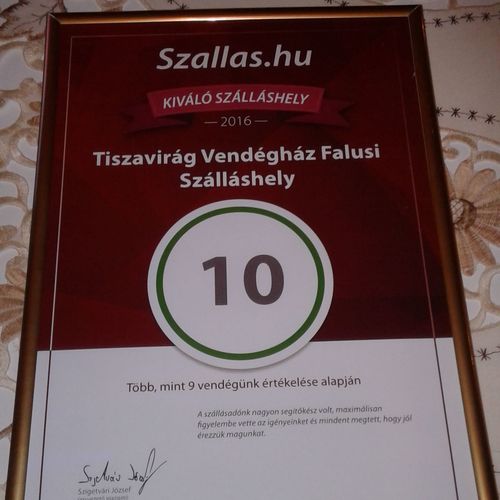 Szallas.hu
KIVÁLÓ SZÁLLÁSHELY
— 2016 —
Tiszavirág Vendégház Falusi
Szálláshely
10
Több, mint 9 vendégünk értékelése alapján
A szállásadónk nagyon segítőkész volt, maximálisan
figyelembe vette az igényeinket és mindent megtett, hogy jól
érezzük magunkat.
Szigetvári József